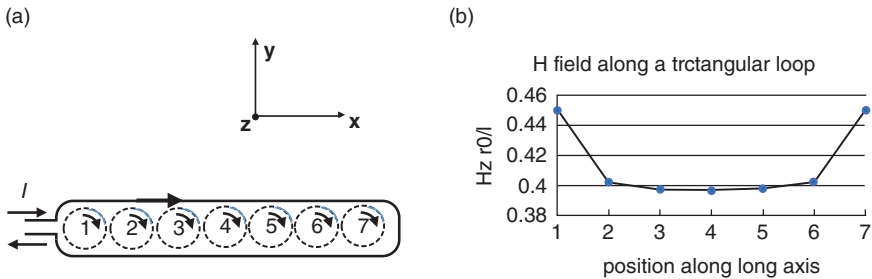 (a)
y
z
x
I
1 2 3 4 5 6 7
(b)
H field along a trctangular loop
Hz r0/I
0.46
0.44
0.42
0.4
0.38
1 2 3 4 5 6 7
position along long axis